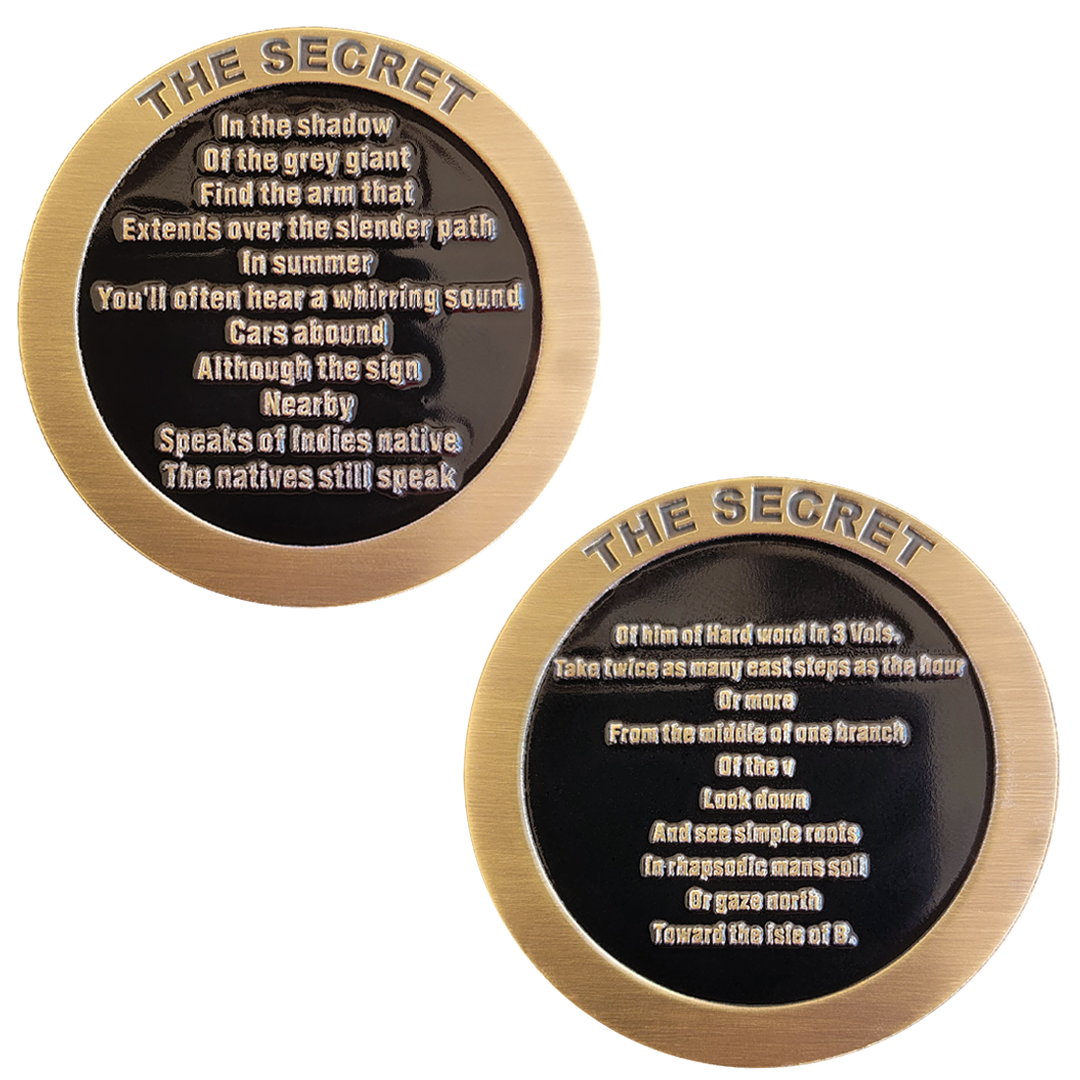 THE SECRET
In the shadow
Of the grey giant
Find the arm that
Extends over the slender path
In summer
You'll often hear a whirring sound
Cars abound
Although the sign
Nearby
Speaks of Indies native
The natives still speak
THE SECRET
Of him of Hard word in 3 Vols.
Take twice as many east steps as the hour
Or more
From the middle of one branch
Of the v
Look down
And see simple roots
In rhapsodic mans soil
Or gaze north
Toward the isle of B.